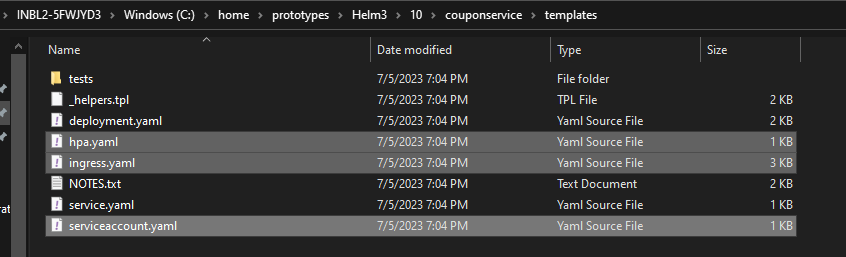 INBL2-5FWJYD3 > Windows (C:) > home > prototypes > Helm3 > 10 > couponservice > templates
Name Date modified Type Size
tests 7/5/2023 7:04 PM File folder
_helpers.tpl 7/5/2023 7:04 PM TPL File 2 KB
deployment.yaml 7/5/2023 7:04 PM Yaml Source File 2 KB
hpa.yaml 7/5/2023 7:04 PM Yaml Source File 1 KB
ingress.yaml 7/5/2023 7:04 PM Yaml Source File 3 KB
NOTES.txt 7/5/2023 7:04 PM Text Document 2 KB
service.yaml 7/5/2023 7:04 PM Yaml Source File 1 KB
rat
serviceaccount.yaml 7/5/2023 7:04 PM Yaml Source File 1 KB